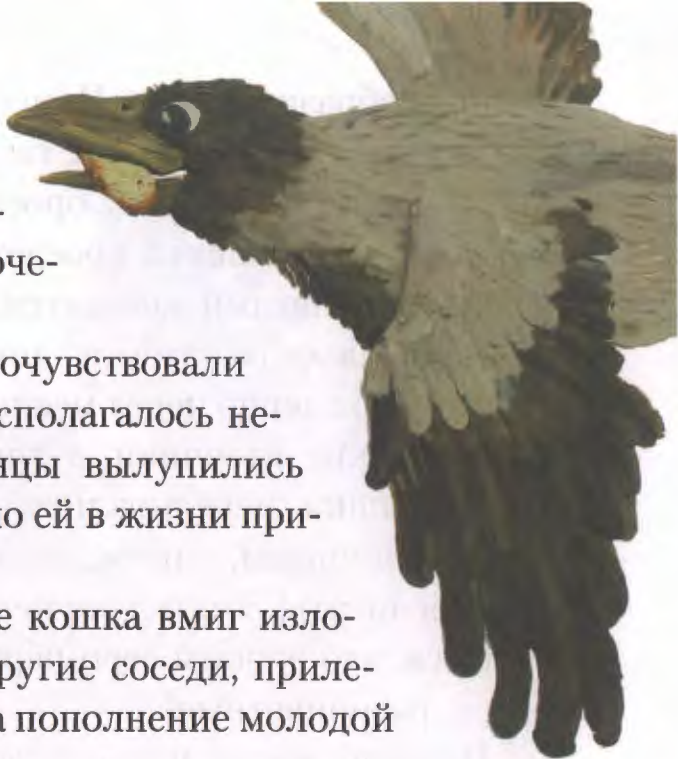 оче-
очувствовали
сполагалось не-
нцы вылупились
о ей в жизни при-
е кошка вмиг изло-
ругие соседи, приле-
а пополнение молодой